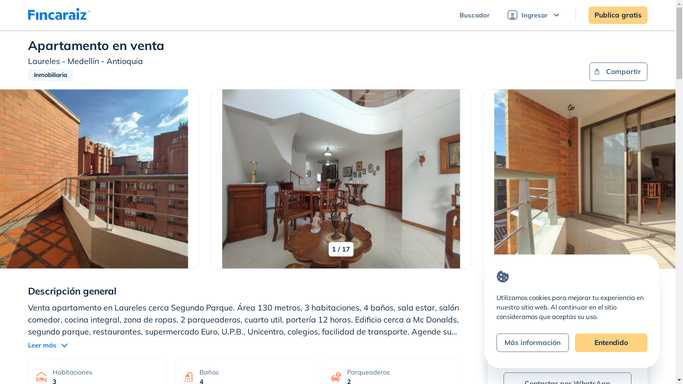 Fincaraiz
Buscador
Ingresar
Publica gratis
Apartamento en venta
Laureles - Medellín - Antioquia
Inmobiliaria
Compartir
1 / 17
Descripción general
Venta apartamento en Laureles cerca Segundo Parque. Área 130 metros, 3 habitaciones, 4 baños, sala estar, salón
comedor, cocina integral, zona de ropas, 2 parqueaderos, cuarto util, portería 12 horas. Edificio cerca a Mc Donalds,
segundo parque, restaurantes, supermercado Euro, U.P.B., Unicentro, colegios, facilidad de transporte. Agende su...
Leer más
Habitaciones
3
Baños
4
Parqueaderos
2
Utilizamos cookies para mejorar tu experiencia en
nuestro sitio web. Al continuar en el sitio
consideramos que aceptas su uso.
Más información
Entendido
Contactar por WhatsApp